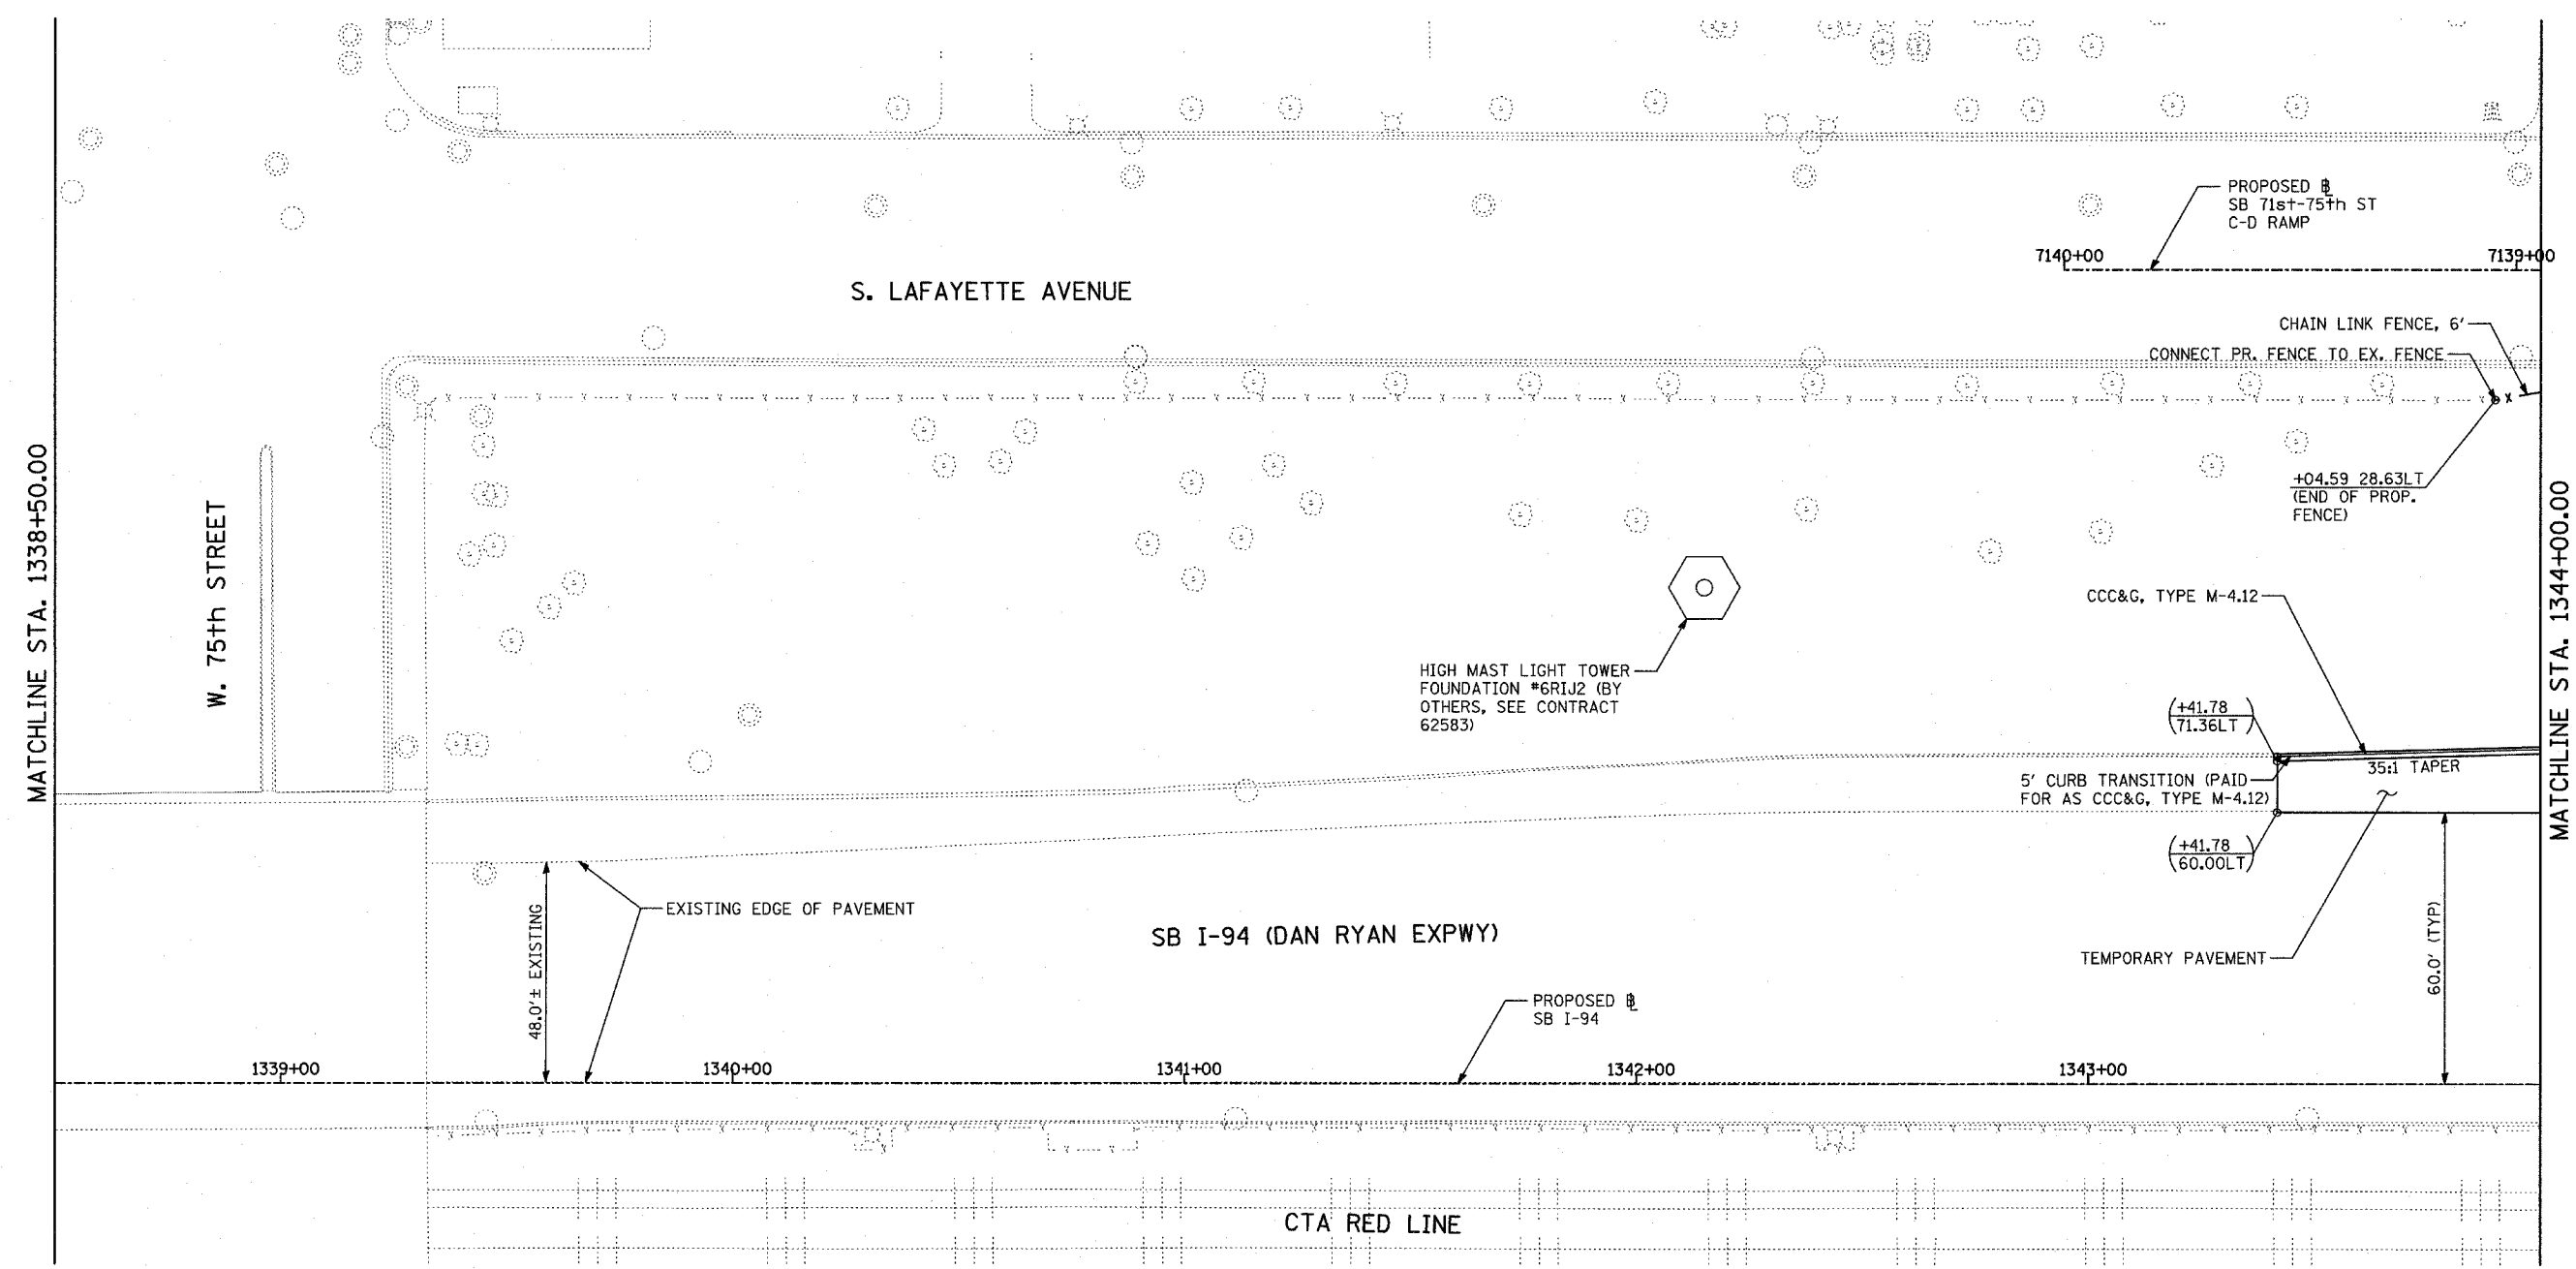 PROPOSED BL
SB 71st-75th ST
C-D RAMP
7140+00
7139+00
S. LAFAYETTE AVENUE
CHAIN LINK FENCE, 6'
CONNECT PR. FENCE TO EX. FENCE
+04.59 28.63LT
(END OF PROP.
FENCE)
MATCHLINE STA. 1338+50.00
W. 75th STREET
MATCHLINE STA. 1344+00.00
CCC&G, TYPE M-4.12
HIGH MAST LIGHT TOWER
FOUNDATION #6RIJ2 (BY
OTHERS, SEE CONTRACT
62583)
(+41.78
71.36LT)
35:1 TAPER
5' CURB TRANSITION (PAID
FOR AS CCC&G, TYPE M-4.12)
(+41.78
60.00LT)
EXISTING EDGE OF PAVEMENT
48.0'± EXISTING
SB I-94 (DAN RYAN EXPWY)
TEMPORARY PAVEMENT
60.0' (TYP)
PROPOSED BL
SB I-94
1339+00
1340+00
1341+00
1342+00
1343+00
CTA RED LINE